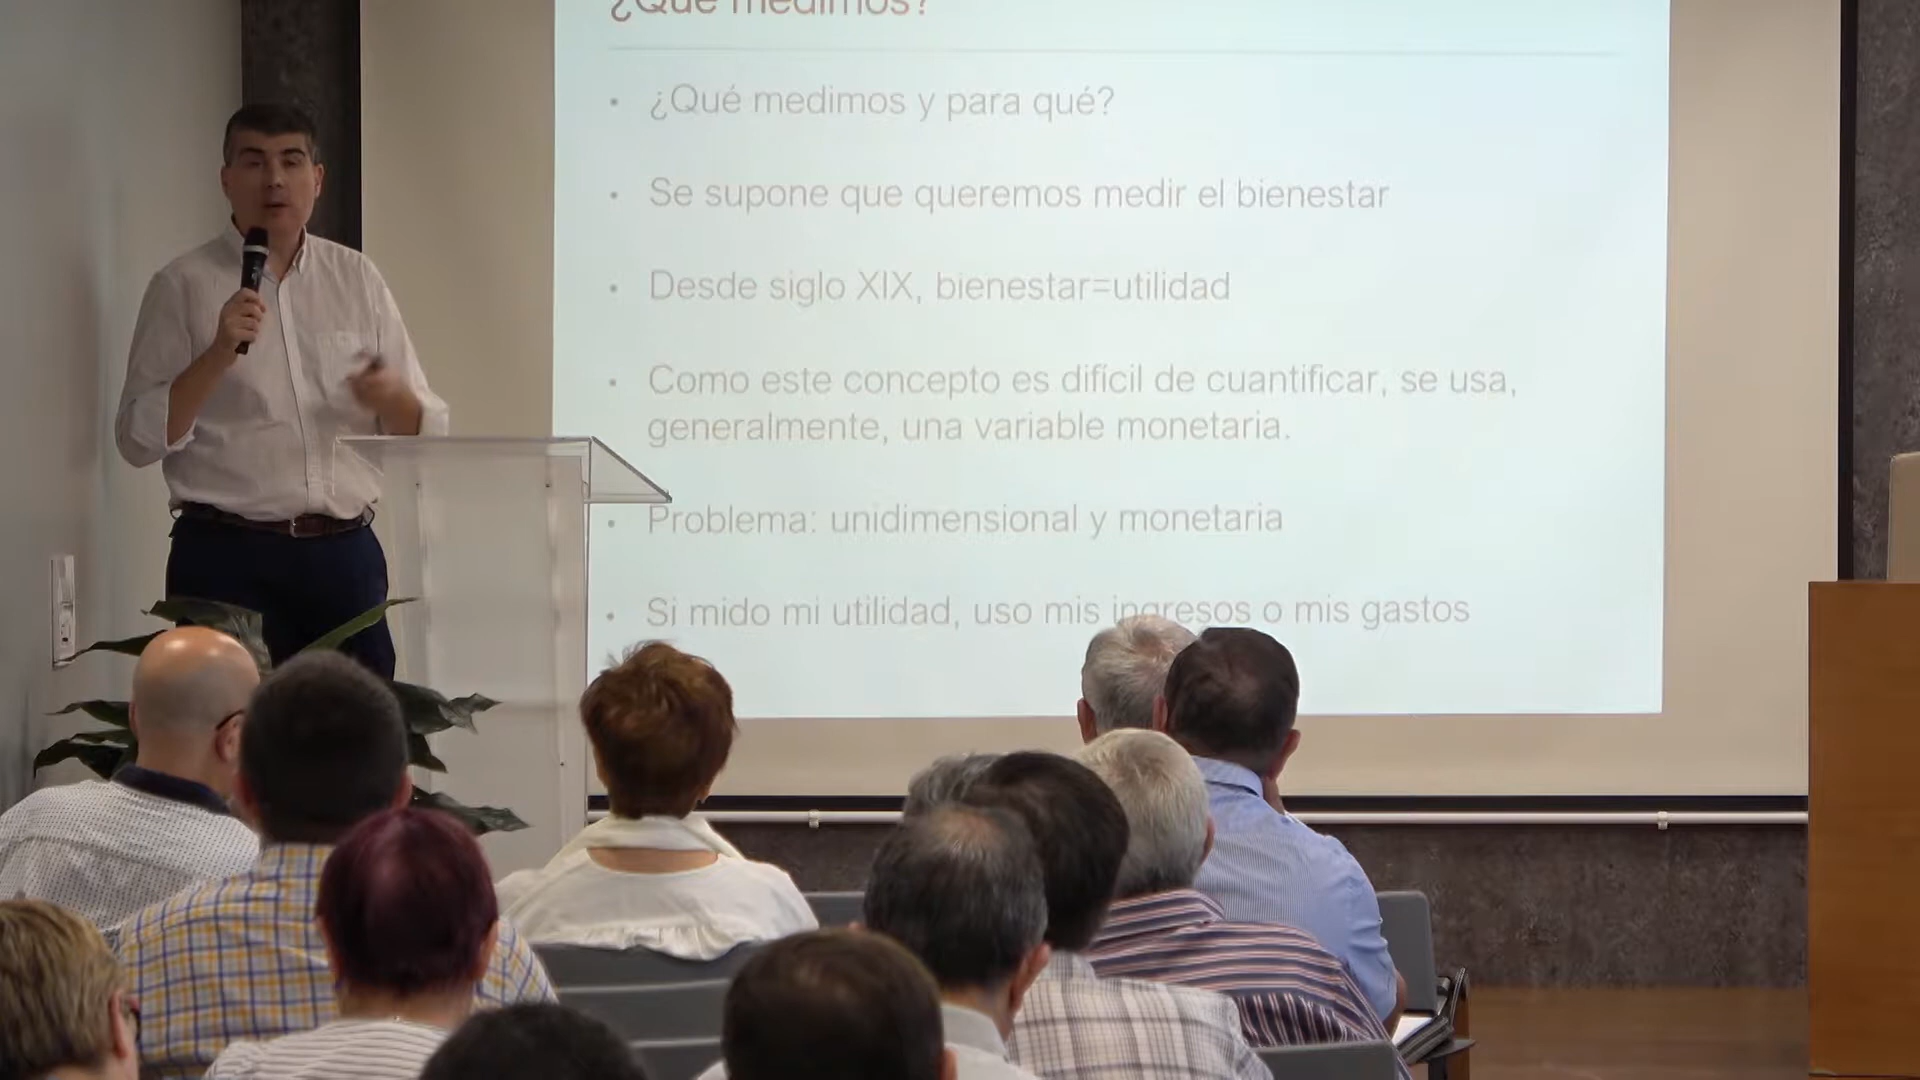 ¿Qué medimos?
• ¿Qué medimos y para qué?
• Se supone que queremos medir el bienestar
• Desde siglo XIX, bienestar=utilidad
• Como este concepto es difícil de cuantificar, se usa,
generalmente, una variable monetaria.
• Problema: unidimensional y monetaria
• Si mido mi utilidad, uso mis ingresos o mis gastos